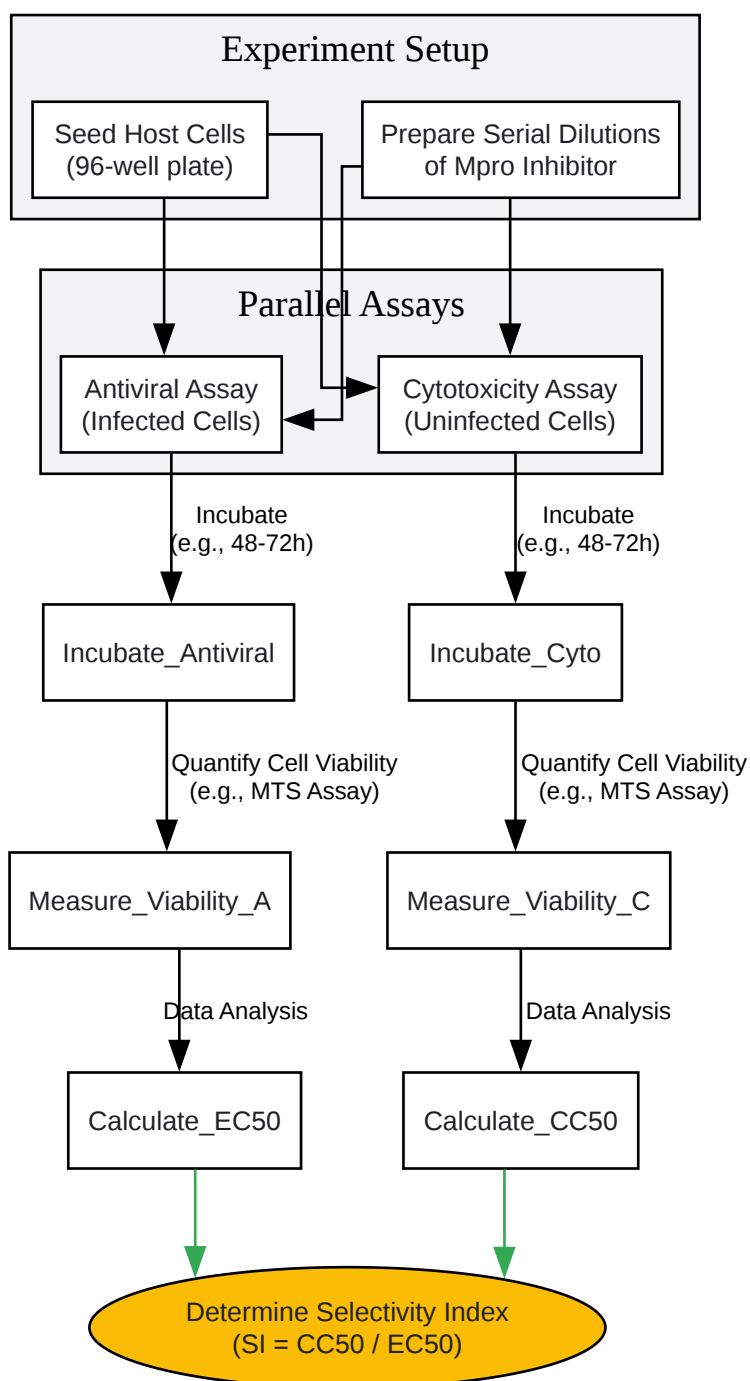 Experiment Setup
Seed Host Cells
(96-well plate)
Prepare Serial Dilutions
of Mpro Inhibitor
Parallel Assays
Antiviral Assay
(Infected Cells)
Cytotoxicity Assay
(Uninfected Cells)
Incubate
(e.g., 48-72h)
Incubate
(e.g., 48-72h)
Incubate_Antiviral
Incubate_Cyto
Quantify Cell Viability
(e.g., MTS Assay)
Quantify Cell Viability
(e.g., MTS Assay)
Measure_Viability_A
Measure_Viability_C
Data Analysis
Data Analysis
Calculate_EC50
Calculate_CC50
Determine Selectivity Index
(SI = CC50 / EC50)